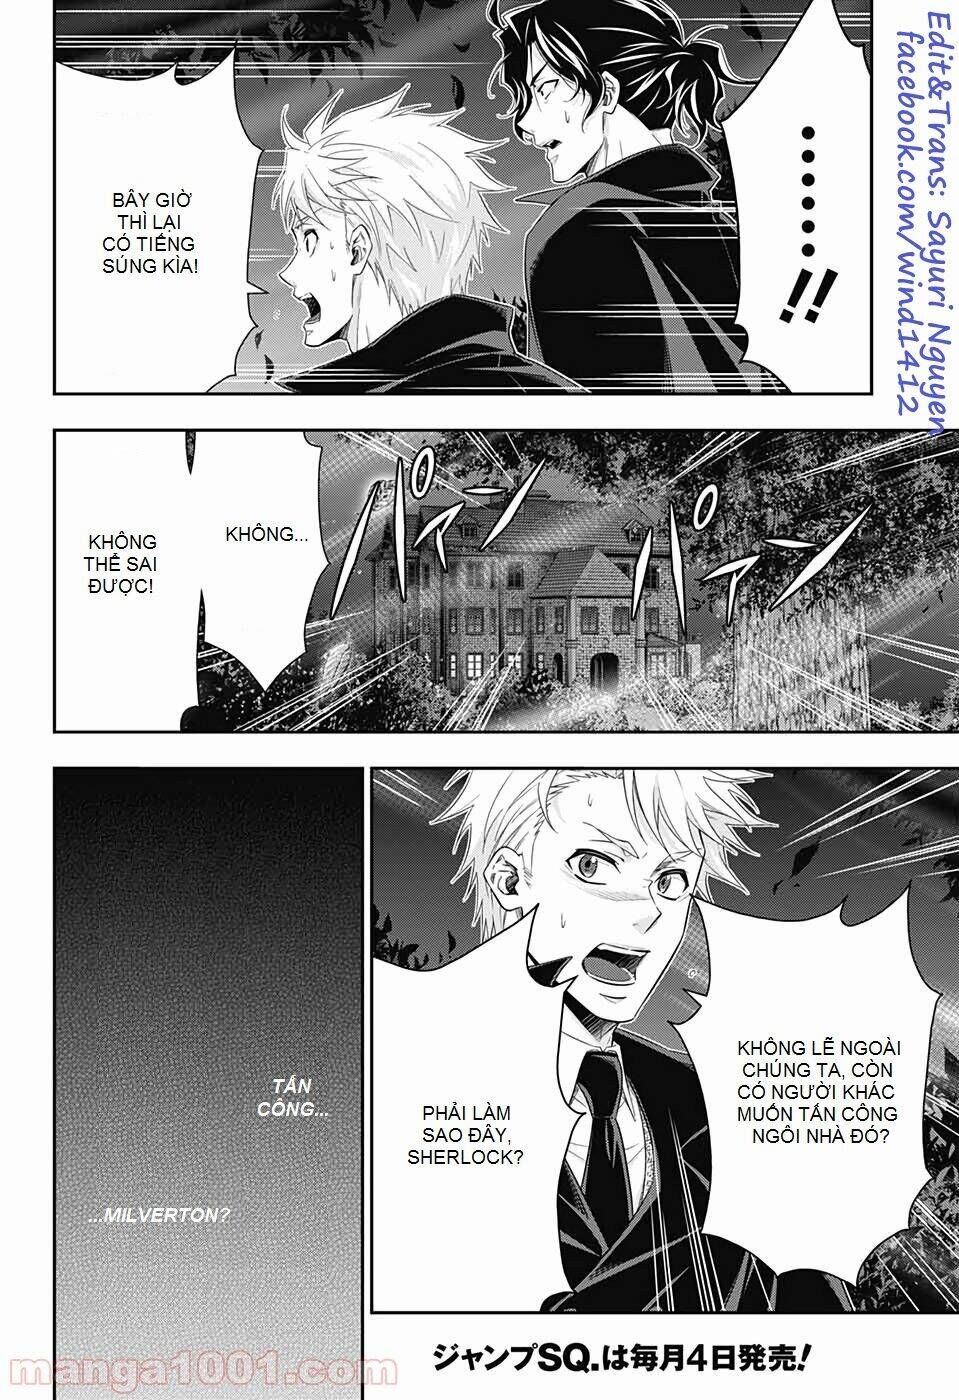 Edit&Trans: Sayuri Nguyen
facebook.com/wind1412
......!!
BÂY GIỜ
THÌ LẠI
CÓ TIẾNG
SÚNG KÌA!
パァン
パァン
KHÔNG...
KHÔNG
THỂ SAI
ĐƯỢC!
KHÔNG LẼ NGOÀI
CHÚNG TA, CÒN
CÓ NGƯỜI KHÁC
MUỐN TẤN CÔNG
NGÔI NHÀ ĐÓ?
PHẢI LÀM
SAO ĐÂY,
SHERLOCK?
TẤN
CÔNG...
...MILVERTON?
ジャンプSQ.は毎月4日発売!
manga1001.com